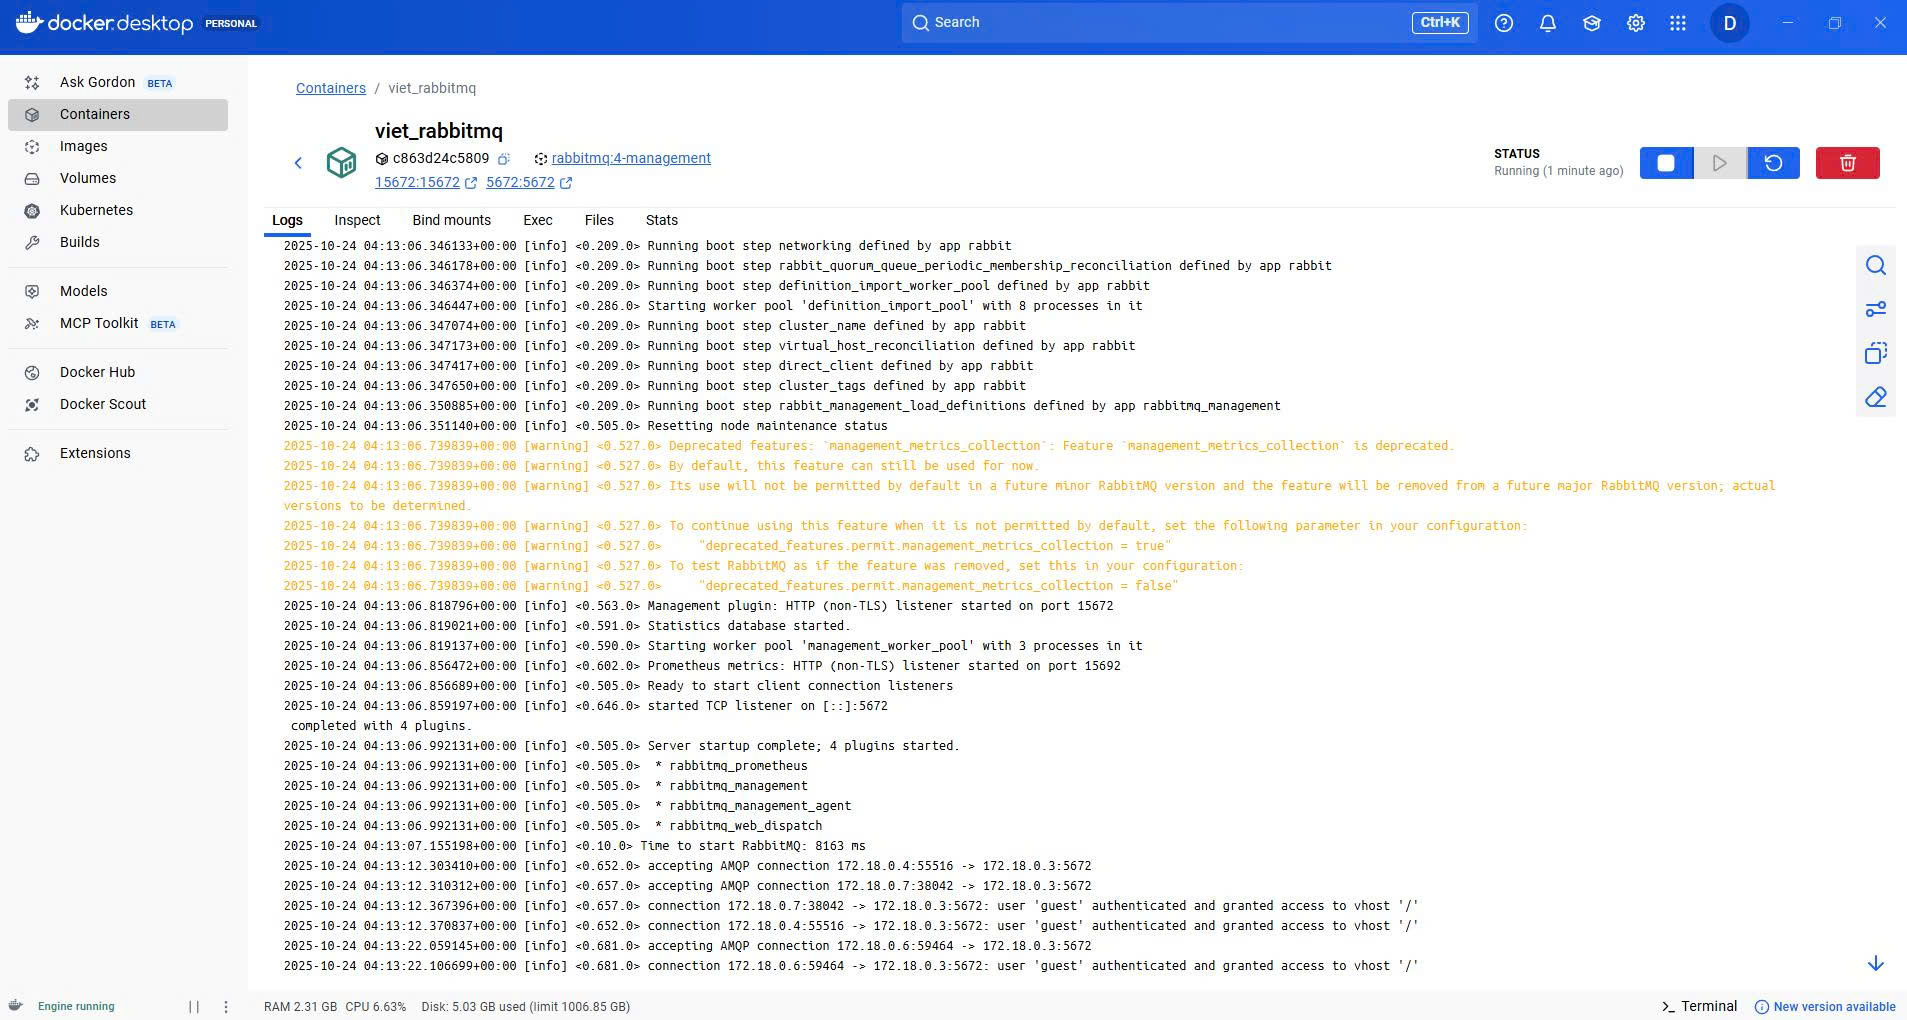 docker.desktop PERSONAL
Search
Ctrl+K
D
Ask Gordon BETA
Containers
Images
Volumes
Kubernetes
Builds
Models
MCP Toolkit BETA
Docker Hub
Docker Scout
Extensions
Containers / viet_rabbitmq
viet_rabbitmq
c863d24c5809 rabbitmq:4-management
15672:15672 5672:5672
STATUS
Running (1 minute ago)
Logs Inspect Bind mounts Exec Files Stats
2025-10-24 04:13:06.346133+00:00 [info] <0.209.0> Running boot step networking defined by app rabbit
2025-10-24 04:13:06.346178+00:00 [info] <0.209.0> Running boot step rabbit_quorum_queue_periodic_membership_reconciliation defined by app rabbit
2025-10-24 04:13:06.346374+00:00 [info] <0.209.0> Running boot step definition_import_worker_pool defined by app rabbit
2025-10-24 04:13:06.346447+00:00 [info] <0.286.0> Starting worker pool 'definition_import_pool' with 8 processes in it
2025-10-24 04:13:06.347074+00:00 [info] <0.209.0> Running boot step cluster_name defined by app rabbit
2025-10-24 04:13:06.347173+00:00 [info] <0.209.0> Running boot step virtual_host_reconciliation defined by app rabbit
2025-10-24 04:13:06.347417+00:00 [info] <0.209.0> Running boot step direct_client defined by app rabbit
2025-10-24 04:13:06.347650+00:00 [info] <0.209.0> Running boot step cluster_tags defined by app rabbit
2025-10-24 04:13:06.350885+00:00 [info] <0.209.0> Running boot step rabbit_management_load_definitions defined by app rabbitmq_management
2025-10-24 04:13:06.351140+00:00 [info] <0.505.0> Resetting node maintenance status
2025-10-24 04:13:06.739839+00:00 [warning] <0.527.0> Deprecated features: `management_metrics_collection`: Feature `management_metrics_collection` is deprecated.
2025-10-24 04:13:06.739839+00:00 [warning] <0.527.0> By default, this feature can still be used for now.
2025-10-24 04:13:06.739839+00:00 [warning] <0.527.0> Its use will not be permitted by default in a future minor RabbitMQ version and the feature will be removed from a future major RabbitMQ version; actual
versions to be determined.
2025-10-24 04:13:06.739839+00:00 [warning] <0.527.0> To continue using this feature when it is not permitted by default, set the following parameter in your configuration:
2025-10-24 04:13:06.739839+00:00 [warning] <0.527.0> "deprecated_features.permit.management_metrics_collection = true"
2025-10-24 04:13:06.739839+00:00 [warning] <0.527.0> To test RabbitMQ as if the feature was removed, set this in your configuration:
2025-10-24 04:13:06.739839+00:00 [warning] <0.527.0> "deprecated_features.permit.management_metrics_collection = false"
2025-10-24 04:13:06.818796+00:00 [info] <0.563.0> Management plugin: HTTP (non-TLS) listener started on port 15672
2025-10-24 04:13:06.819021+00:00 [info] <0.591.0> Statistics database started.
2025-10-24 04:13:06.819137+00:00 [info] <0.590.0> Starting worker pool 'management_worker_pool' with 3 processes in it
2025-10-24 04:13:06.856472+00:00 [info] <0.602.0> Prometheus metrics: HTTP (non-TLS) listener started on port 15692
2025-10-24 04:13:06.856689+00:00 [info] <0.505.0> Ready to start client connection listeners
2025-10-24 04:13:06.859197+00:00 [info] <0.646.0> started TCP listener on [::]:5672
completed with 4 plugins.
2025-10-24 04:13:06.992131+00:00 [info] <0.505.0> Server startup complete; 4 plugins started.
2025-10-24 04:13:06.992131+00:00 [info] <0.505.0> * rabbitmq_prometheus
2025-10-24 04:13:06.992131+00:00 [info] <0.505.0> * rabbitmq_management
2025-10-24 04:13:06.992131+00:00 [info] <0.505.0> * rabbitmq_management_agent
2025-10-24 04:13:06.992131+00:00 [info] <0.505.0> * rabbitmq_web_dispatch
2025-10-24 04:13:07.155198+00:00 [info] <0.10.0> Time to start RabbitMQ: 8163 ms
2025-10-24 04:13:12.303410+00:00 [info] <0.652.0> accepting AMQP connection 172.18.0.4:55516 -> 172.18.0.3:5672
2025-10-24 04:13:12.310312+00:00 [info] <0.657.0> accepting AMQP connection 172.18.0.7:38042 -> 172.18.0.3:5672
2025-10-24 04:13:12.367396+00:00 [info] <0.657.0> connection 172.18.0.7:38042 -> 172.18.0.3:5672: user 'guest' authenticated and granted access to vhost '/'
2025-10-24 04:13:12.370837+00:00 [info] <0.652.0> connection 172.18.0.4:55516 -> 172.18.0.3:5672: user 'guest' authenticated and granted access to vhost '/'
2025-10-24 04:13:22.059145+00:00 [info] <0.681.0> accepting AMQP connection 172.18.0.6:59464 -> 172.18.0.3:5672
2025-10-24 04:13:22.106699+00:00 [info] <0.681.0> connection 172.18.0.6:59464 -> 172.18.0.3:5672: user 'guest' authenticated and granted access to vhost '/'
Engine running
RAM 2.31 GB CPU 6.63% Disk: 5.03 GB used (limit 1006.85 GB)
>_ Terminal
New version available